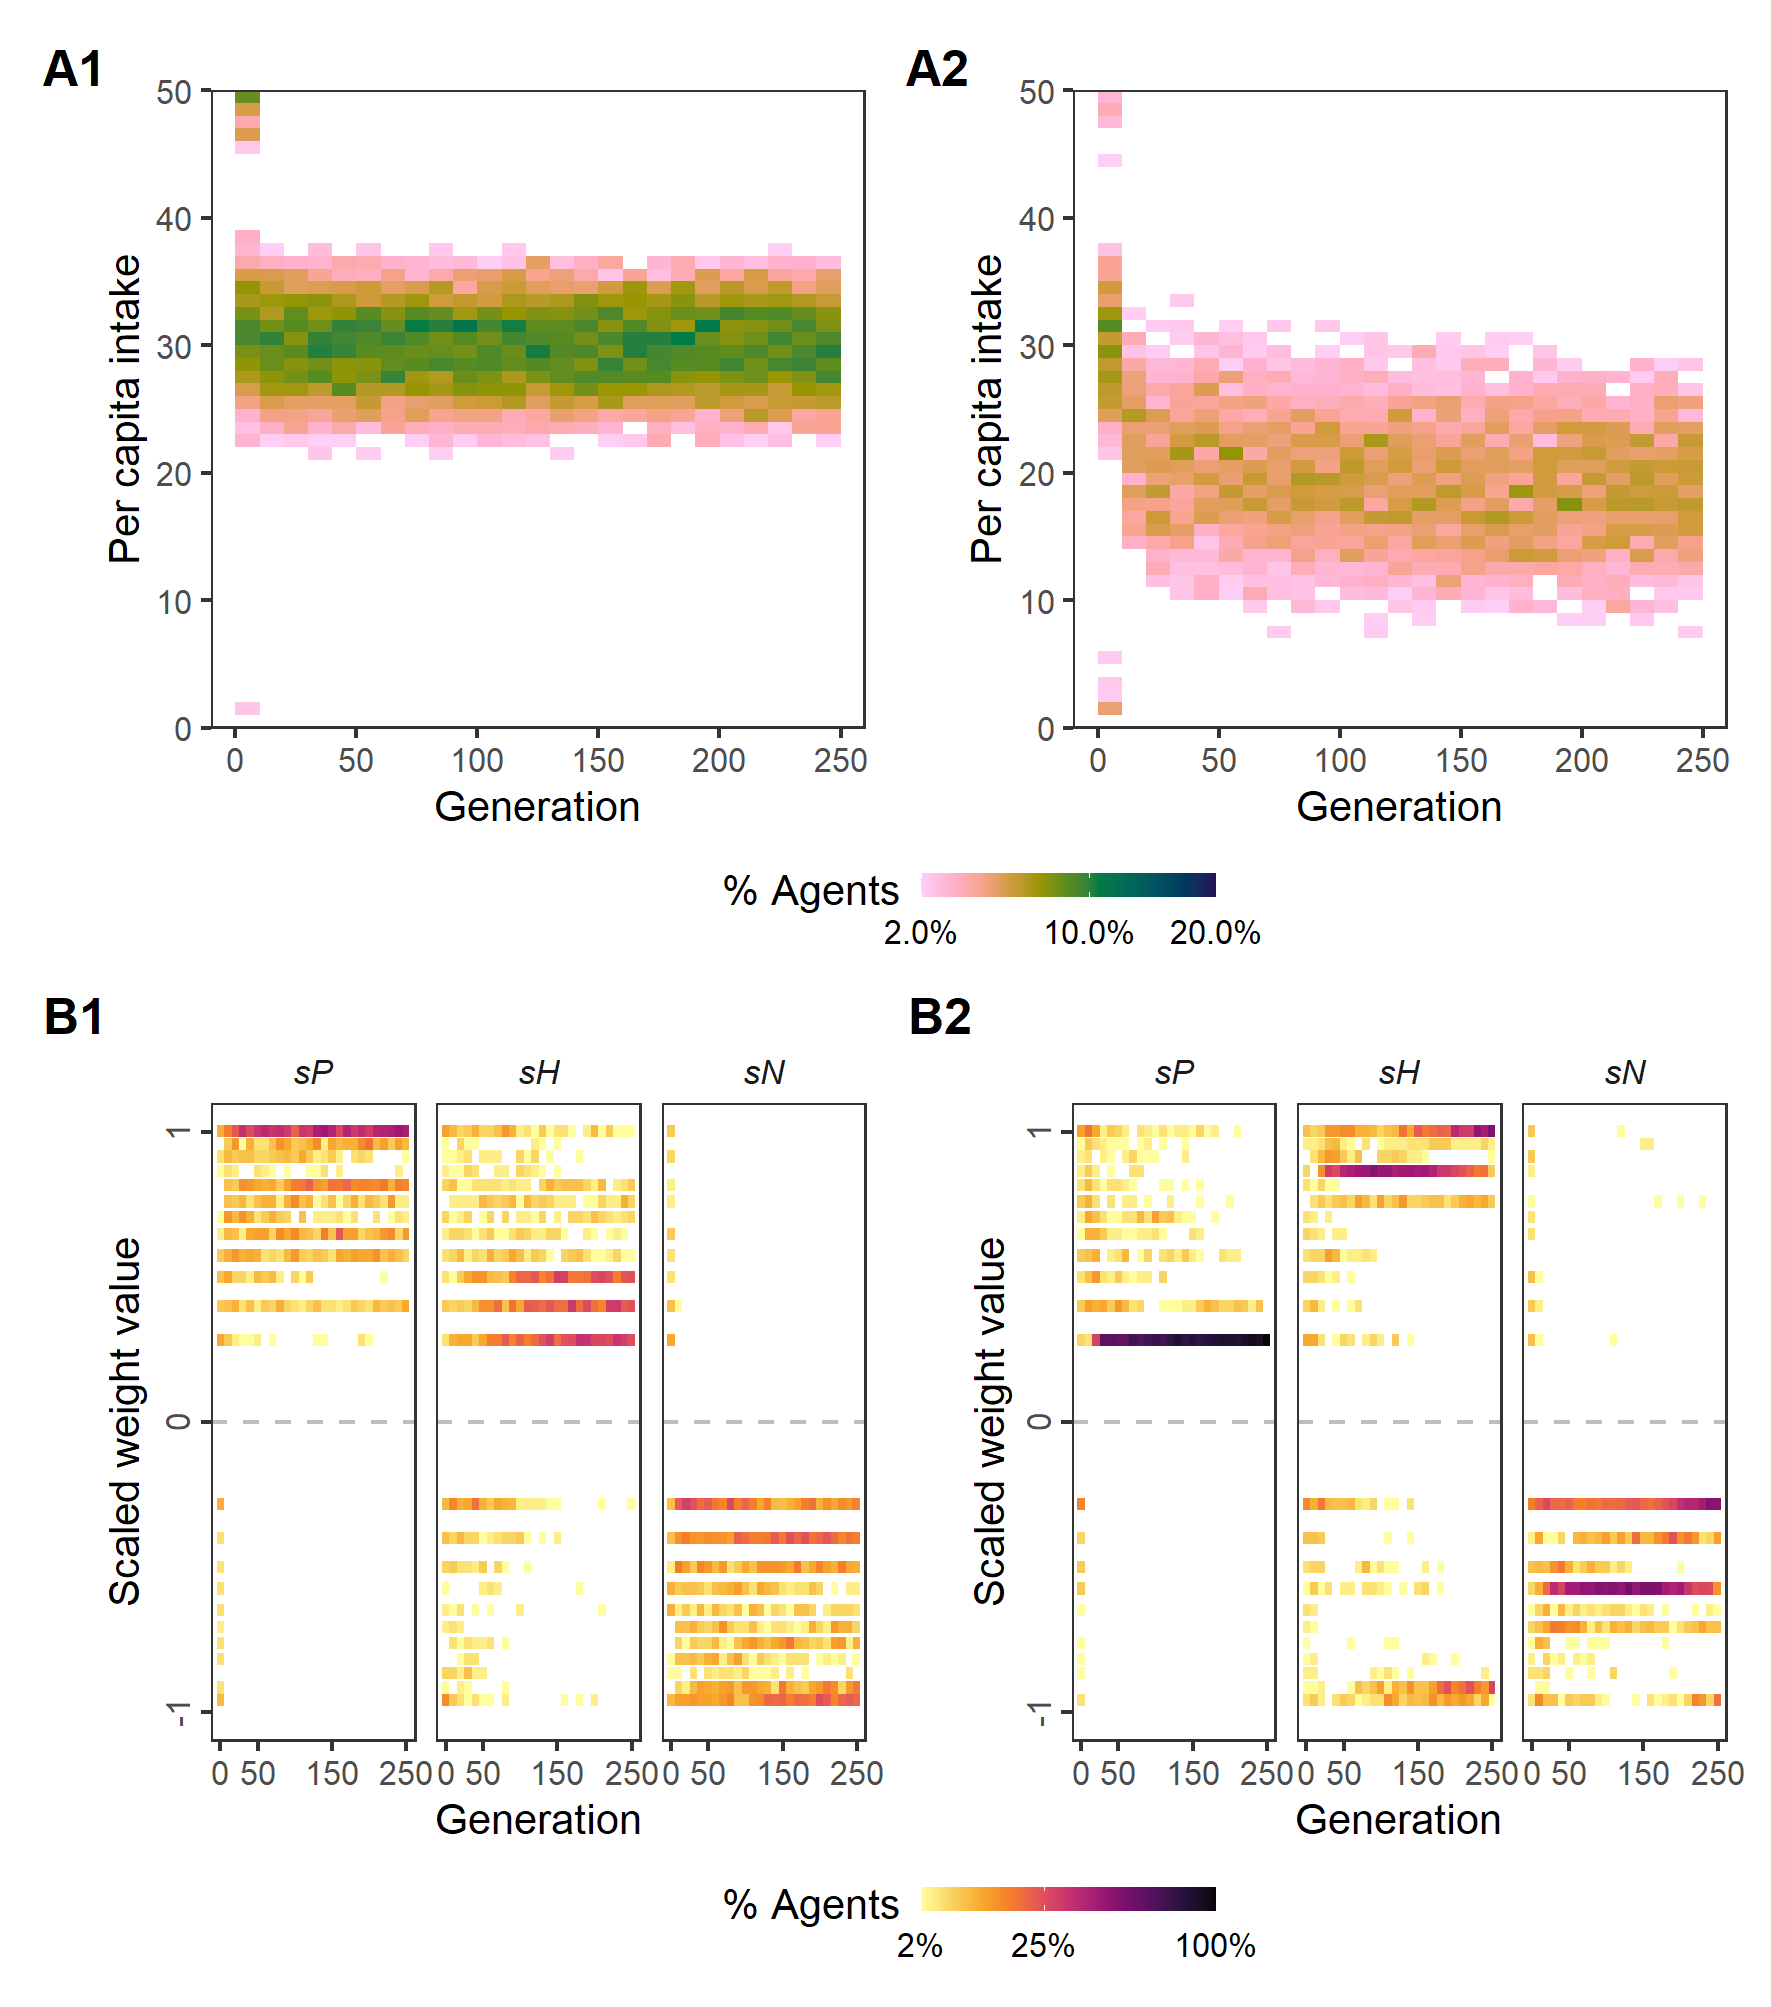 A1
A2
50
40
30
20
10
0
Per capita intake
0 50 100 150 200 250
Generation
50
40
30
20
10
0
Per capita intake
0 50 100 150 200 250
Generation
% Agents
2.0% 10.0% 20.0%
B1
B2
sP sH sN
1
0
-1
Scaled weight value
0 50 150 250 0 50 150 250 0 50 150 250
Generation
sP sH sN
1
0
-1
Scaled weight value
0 50 150 250 0 50 150 250 0 50 150 250
Generation
% Agents
2% 25% 100%